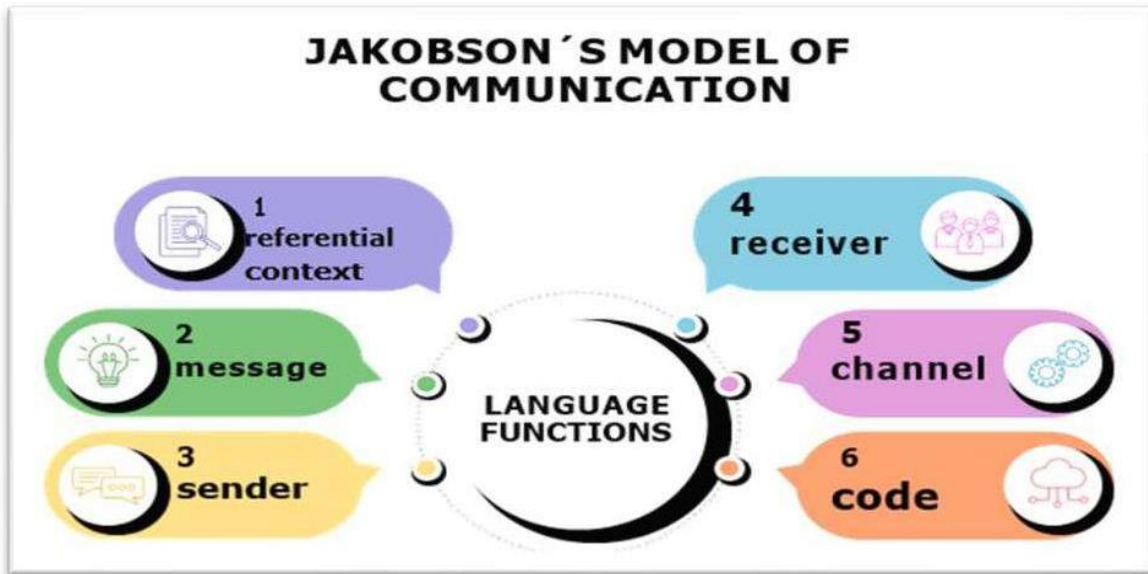 JAKOBSON´S MODEL OF
COMMUNICATION
1
referential
context
2
message
3
sender
4
receiver
5
channel
6
code
LANGUAGE
FUNCTIONS